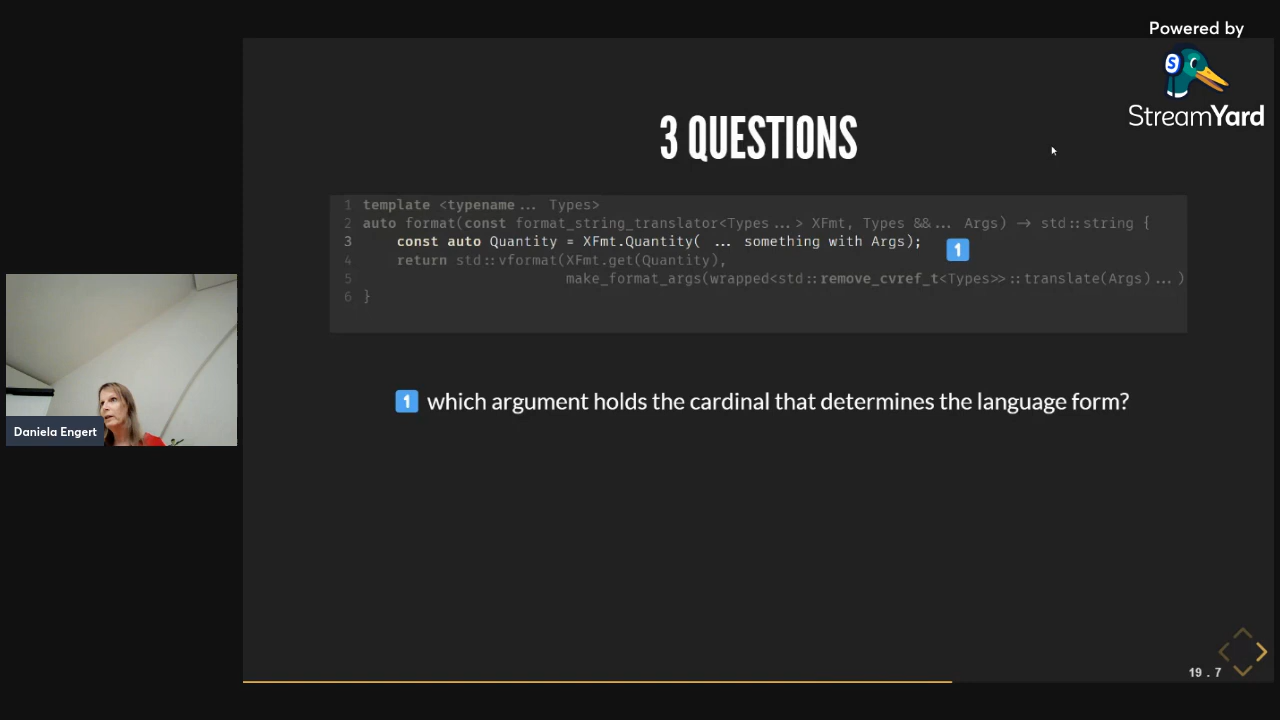 Powered by
StreamYard
3 QUESTIONS
1 template <typename... Types>
2 auto format(const format_string_translator<Types...> XFmt, Types &&... Args) → std::string {
3 const auto Quantity = XFmt.Quantity( ... something with Args); 1
4 return std::vformat(XFmt.get(Quantity),
5 make_format_args(wrapped<std::remove_cvref_t<Types>>::translate(Args)...)
6 }
1 which argument holds the cardinal that determines the language form?
Daniela Engert
19.7